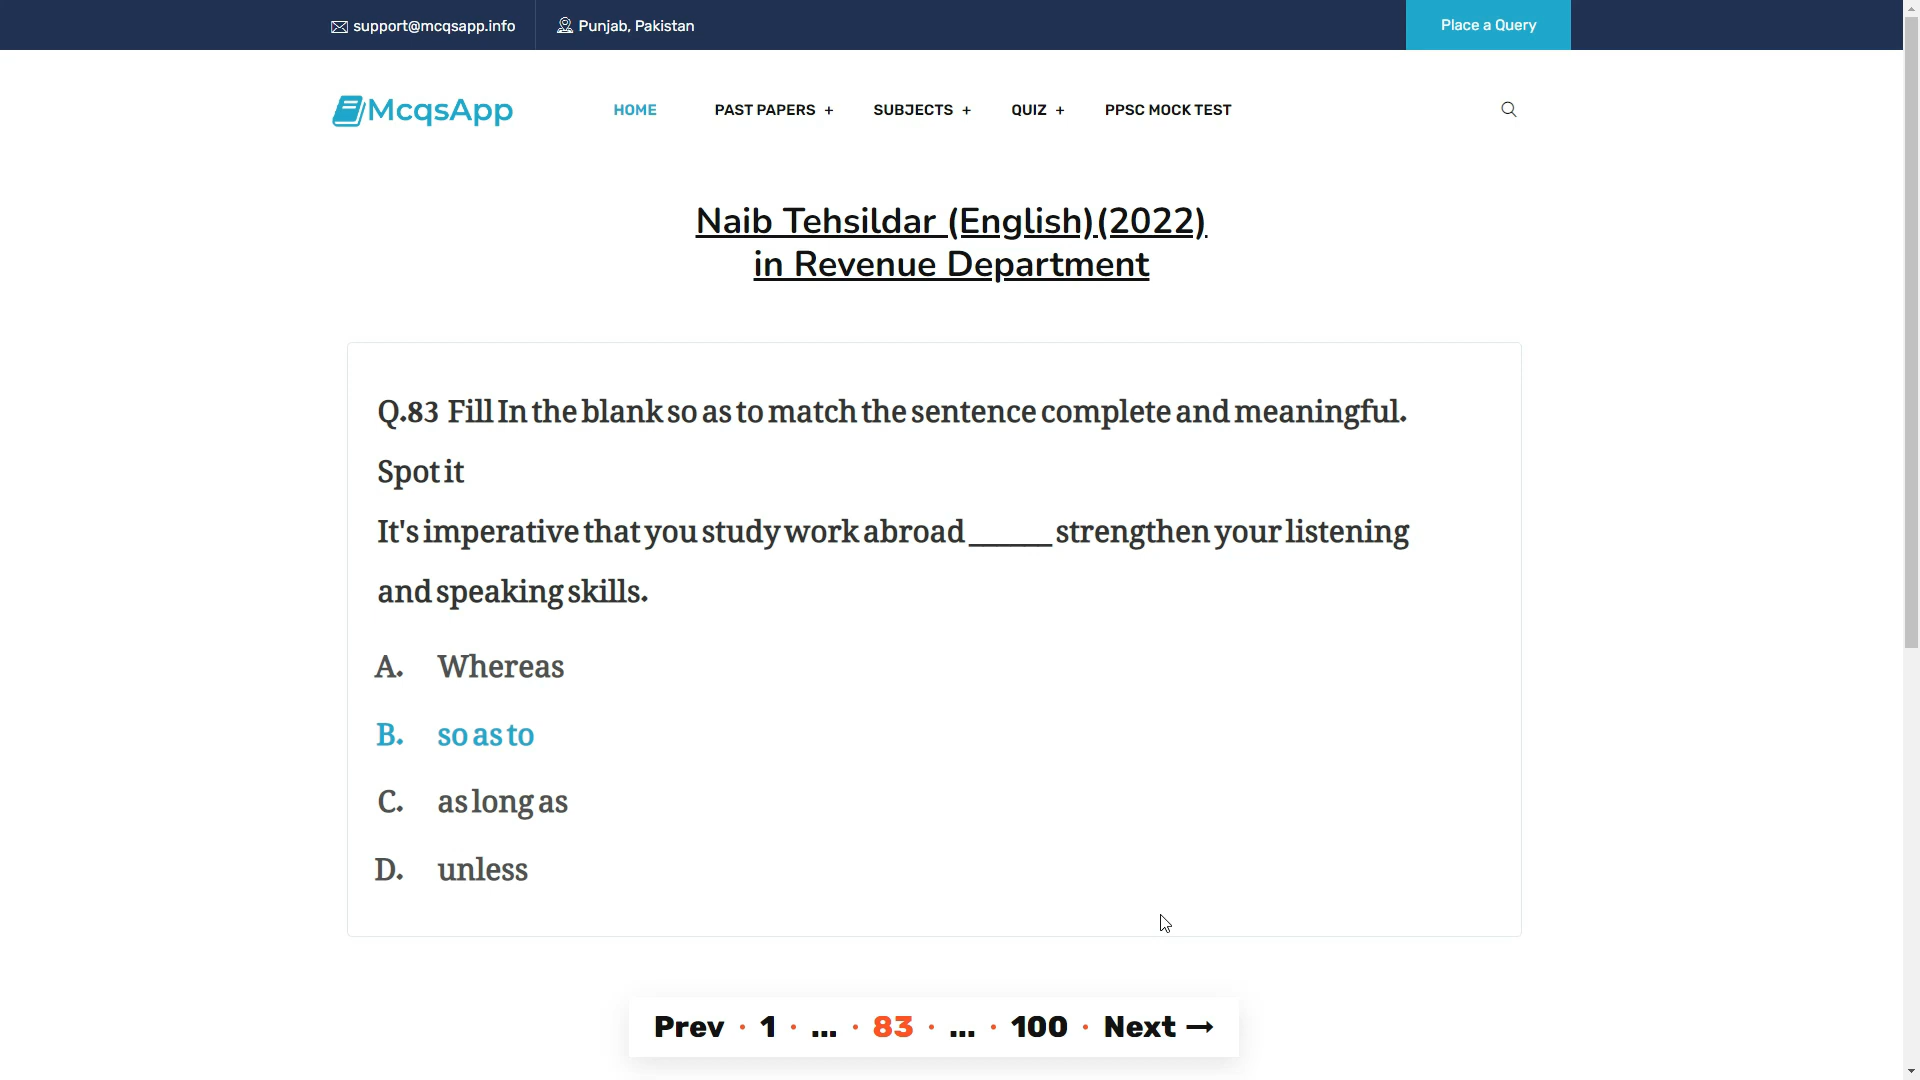 support@mcqsapp.info
Punjab, Pakistan
Place a Query
McqsApp
HOME
PAST PAPERS +
SUBJECTS +
QUIZ +
PPSC MOCK TEST
Naib Tehsildar (English)(2022)
in Revenue Department
Q.83 Fill In the blank so as to match the sentence complete and meaningful.
Spot it
It's imperative that you study work abroad ______ strengthen your listening
and speaking skills.
A. Whereas
B. so as to
C. as long as
D. unless
Prev • 1 • ... • 83 • ... • 100 • Next →